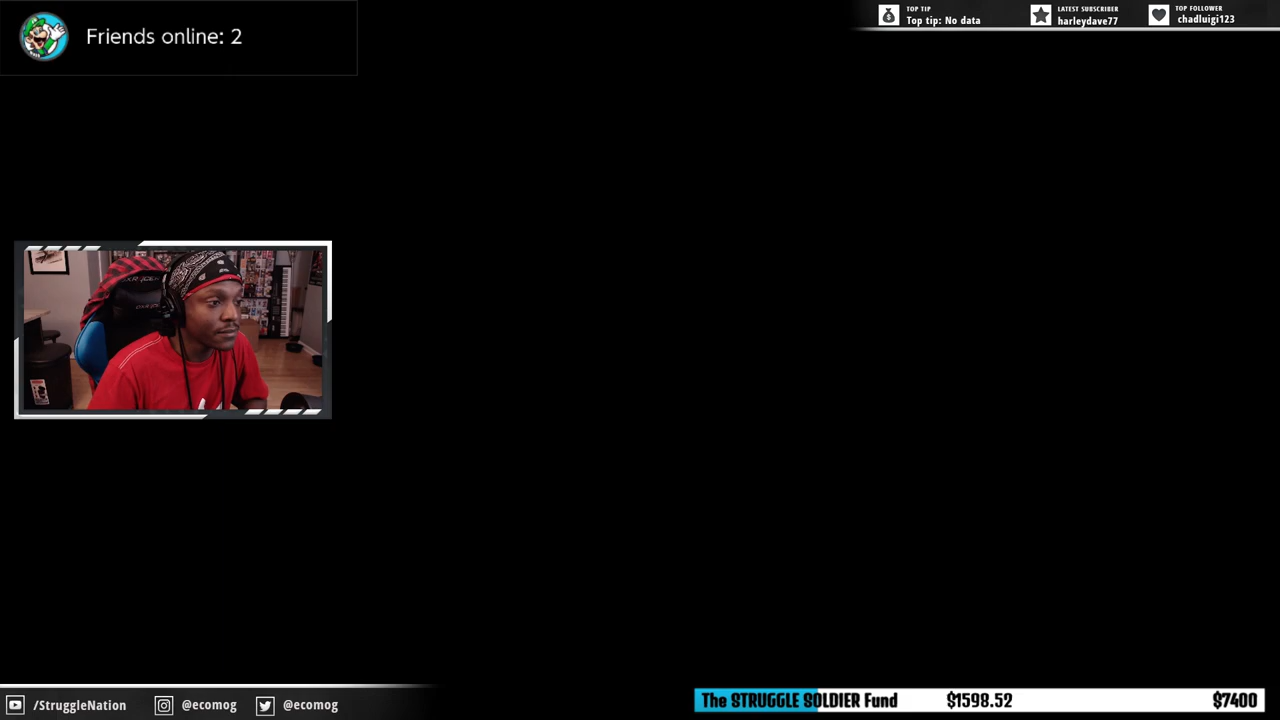 Friends online: 2
TOP TIP
Top tip: No data
LATEST SUBSCRIBER
harleydave77
TOP FOLLOWER
chadluigi123
/StruggleNation
@ecomog
@ecomog
The STRUGGLE SOLDIER Fund
$1598.52
$7400